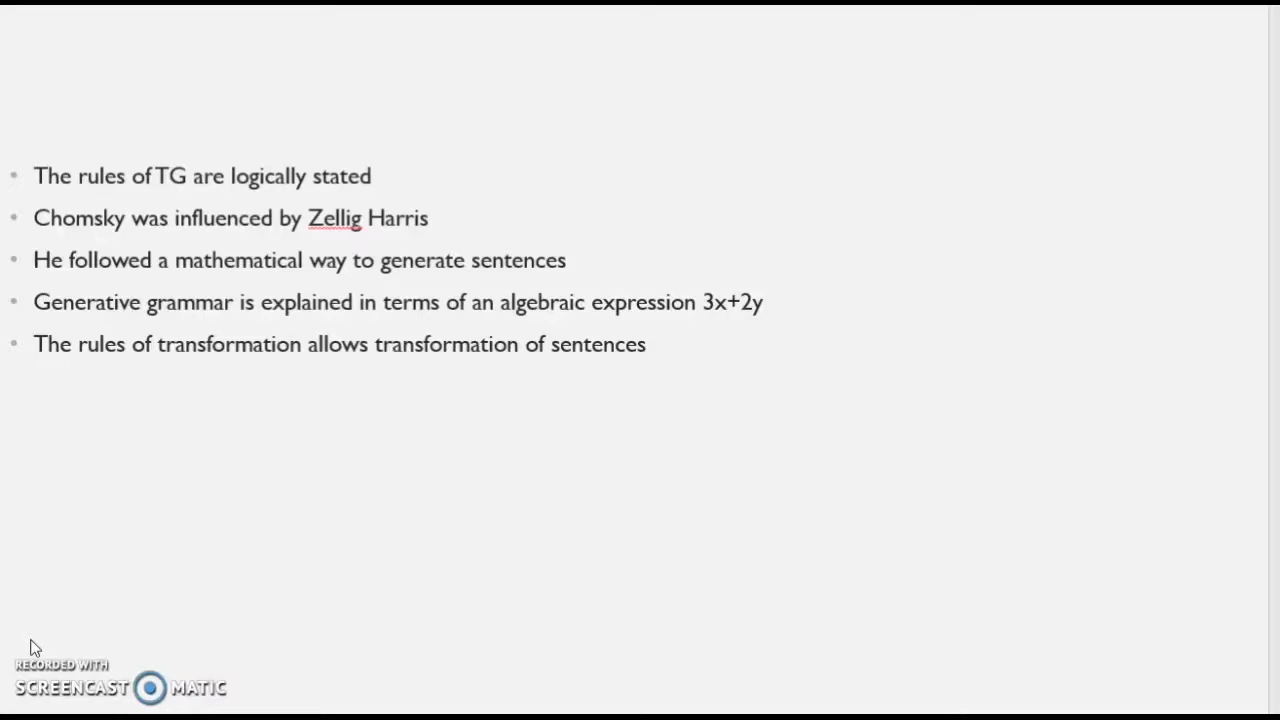 The rules of TG are logically stated
Chomsky was influenced by Zellig Harris
He followed a mathematical way to generate sentences
Generative grammar is explained in terms of an algebraic expression 3x+2y
The rules of transformation allows transformation of sentences
RECORDED WITH
SCREENCAST MATIC